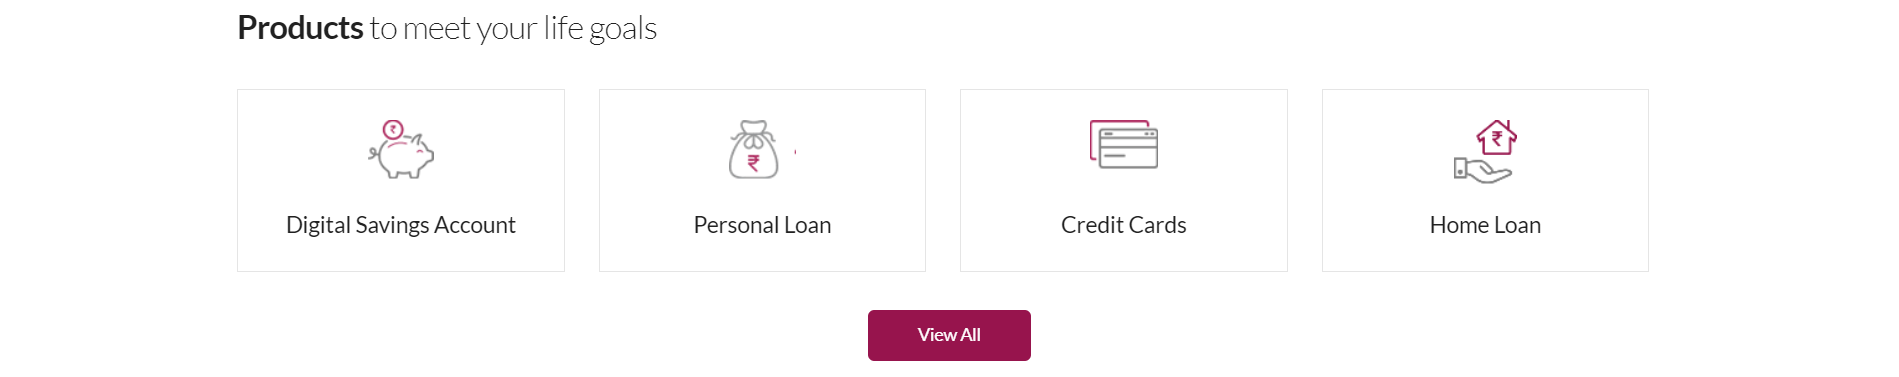 Products to meet your life goals
₹
₹
₹
Digital Savings Account
Personal Loan
Credit Cards
Home Loan
View All